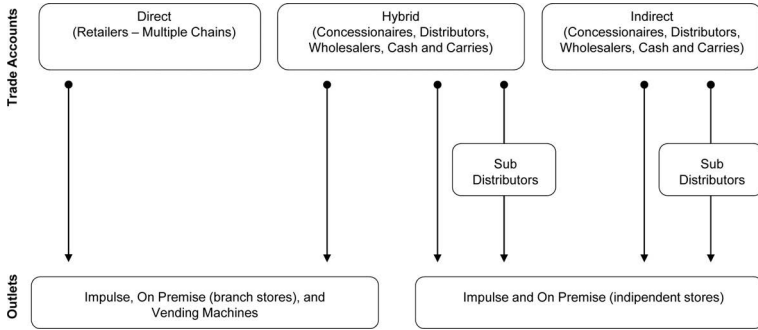 Trade Accounts
Direct
(Retailers – Multiple Chains)
Hybrid
(Concessionaires, Distributors,
Wholesalers, Cash and Carries)
Indirect
(Concessionaires, Distributors,
Wholesalers, Cash and Carries)
Sub
Distributors
Sub
Distributors
Outlets
Impulse, On Premise (branch stores), and
Vending Machines
Impulse and On Premise (indipendent stores)